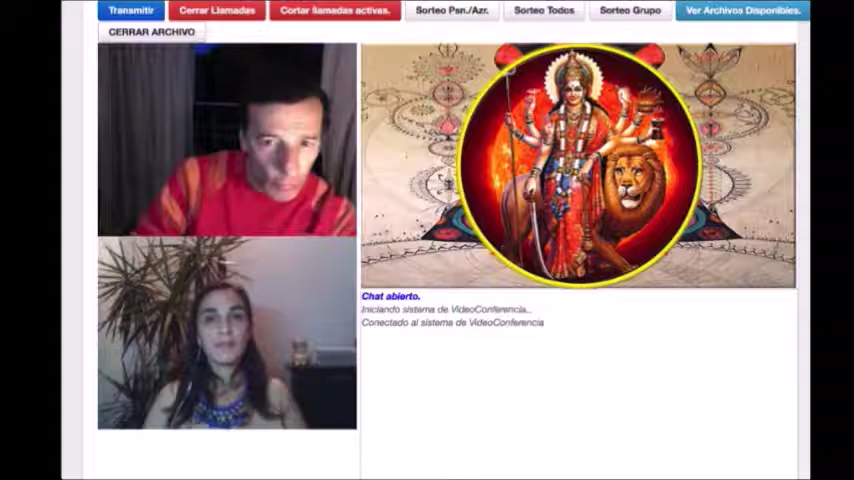 Transmitir Cerrar Llamadas Cortar llamadas activas. Sorteo Psn./Azr. Sorteo Todos Sorteo Grupo Ver Archivos Disponibles.
CERRAR ARCHIVO
Chat abierto.
Iniciando sistema de VideoConferencia...
Conectado al sistema de VideoConferencia